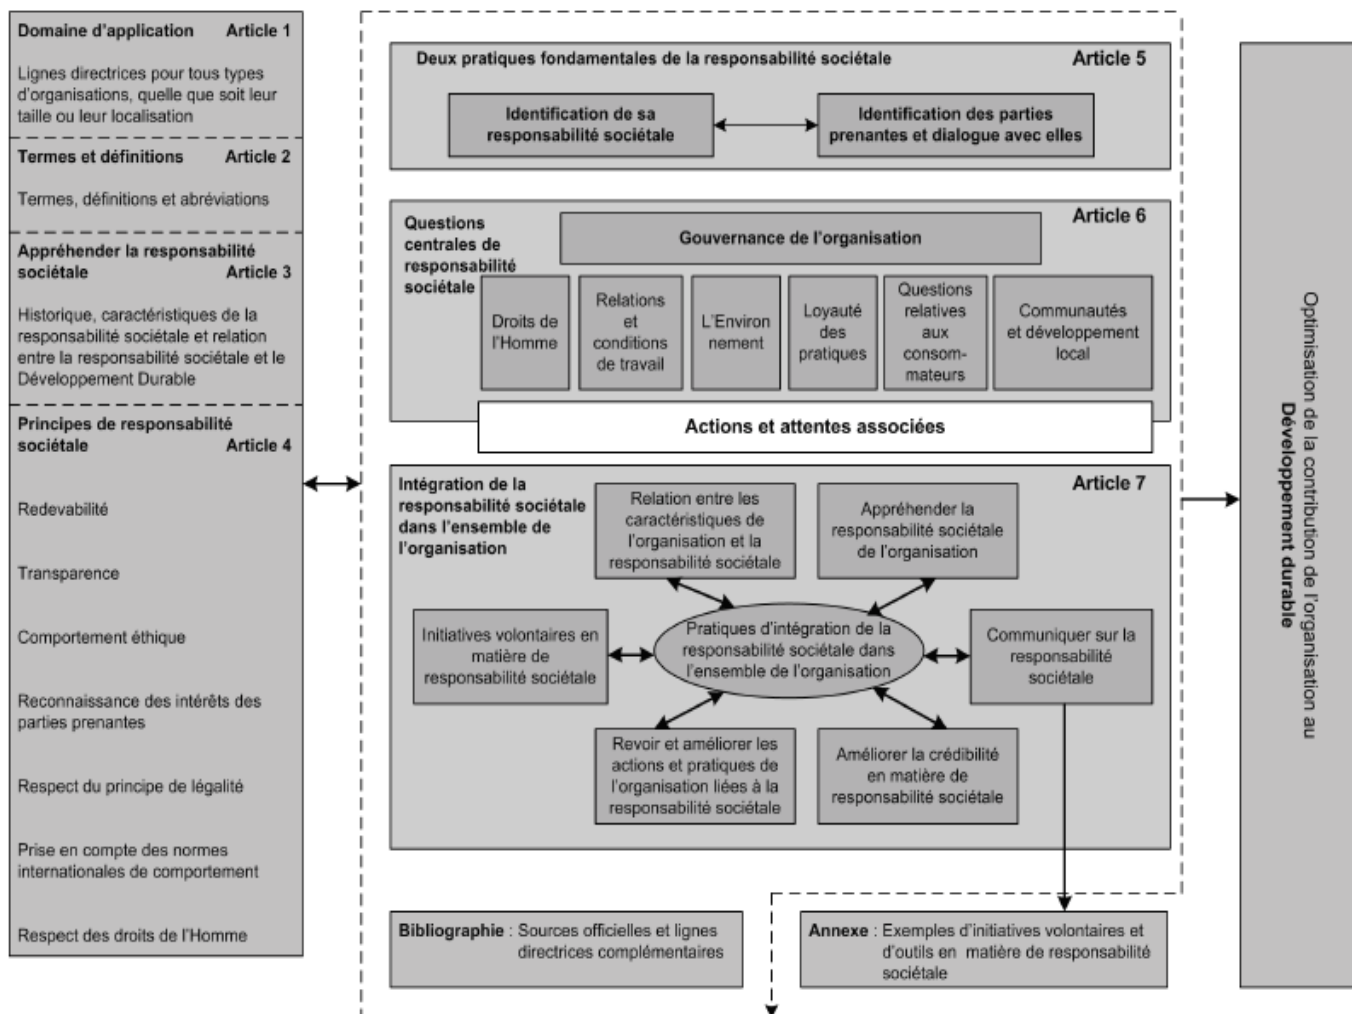 Domaine d'application Article 1
Lignes directrices pour tous types
d'organisations, quelle que soit leur
taille ou leur localisation
Termes et définitions Article 2
Termes, définitions et abréviations
Appréhender la responsabilité
sociétale Article 3
Historique, caractéristiques de la
responsabilité sociétale et relation
entre la responsabilité sociétale et le
Développement Durable
Principes de responsabilité
sociétale Article 4
Redevabilité
Transparence
Comportement éthique
Reconnaissance des intérêts des
parties prenantes
Respect du principe de légalité
Prise en compte des normes
internationales de comportement
Respect des droits de l'Homme
Deux pratiques fondamentales de la responsabilité sociétale Article 5
Identification de sa
responsabilité sociétale
Identification des parties
prenantes et dialogue avec elles
Questions
centrales de
responsabilité
sociétale
Article 6
Gouvernance de l'organisation
Droits de
l'Homme
Relations
et
conditions
de travail
L'Environ
nement
Loyauté
des
pratiques
Questions
relatives
aux
consom-
mateurs
Communautés
et développement
local
Actions et attentes associées
Intégration de la
responsabilité sociétale
dans l'ensemble de
l'organisation
Article 7
Relation entre les
caractéristiques de
l'organisation et la
responsabilité sociétale
Appréhender la
responsabilité sociétale
de l'organisation
Initiatives volontaires en
matière de
responsabilité sociétale
Pratiques d'intégration de la
responsabilité sociétale dans
l'ensemble de l'organisation
Communiquer sur la
responsabilité
sociétale
Revoir et améliorer les
actions et pratiques de
l'organisation liées à la
responsabilité sociétale
Améliorer la crédibilité
en matière de
responsabilité sociétale
Bibliographie : Sources officielles et lignes
directrices complémentaires
Annexe : Exemples d'initiatives volontaires et
d'outils en matière de responsabilité
sociétale
Optimisation de la contribution de l'organisation au
Développement durable